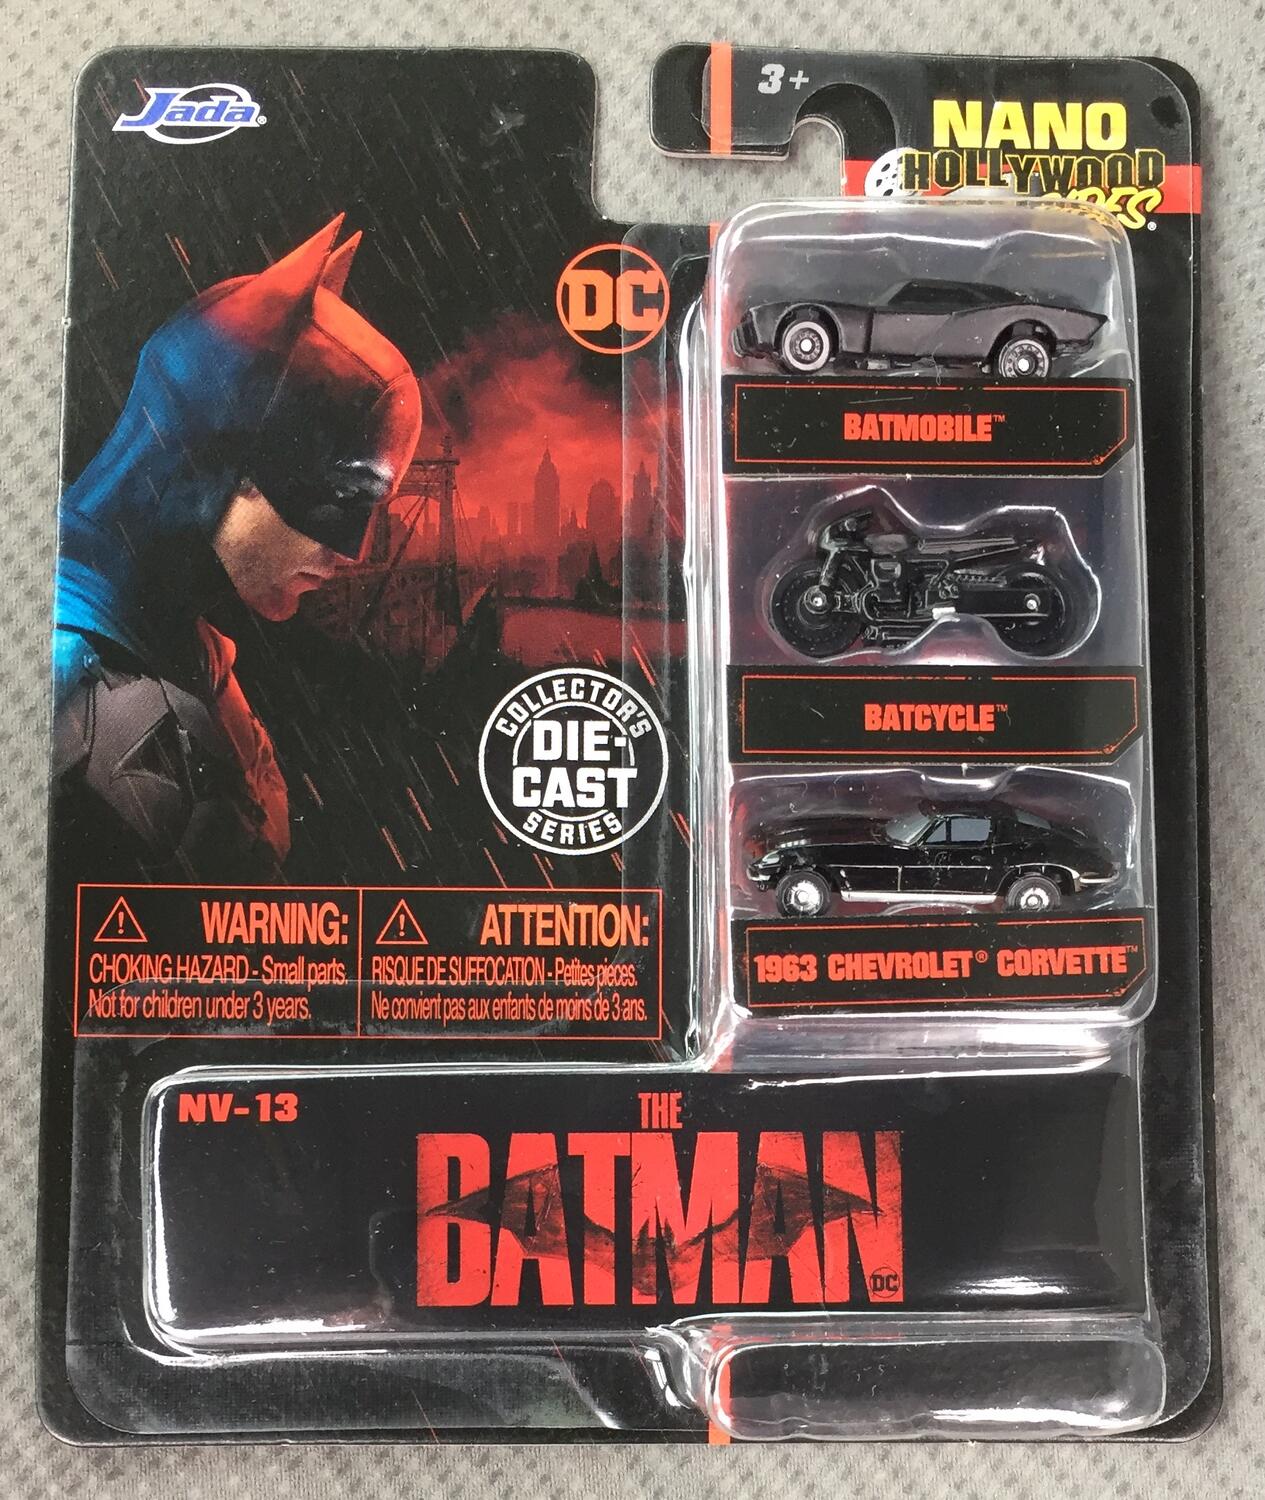 Jada®
3+
NANO
HOLLYWOOD
RIDES®
DC
BATMOBILE™
BATCYCLE™
COLLECTOR'S
DIE-
CAST
SERIES
1963 CHEVROLET® CORVETTE™
WARNING:
CHOKING HAZARD - Small parts.
Not for children under 3 years.
ATTENTION:
RISQUE DE SUFFOCATION - Petites pièces.
Ne convient pas aux enfants de moins de 3 ans.
NV-13
THE
BATMAN
DC